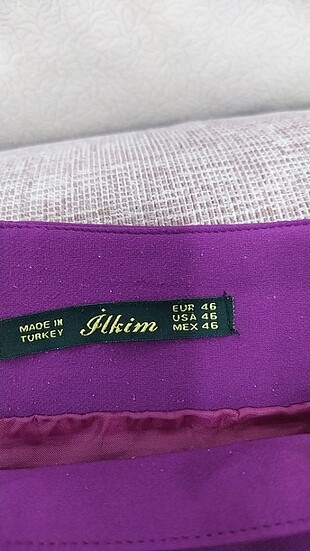 MADE IN
TURKEY
İlkim
EUR 46
USA 46
MEX 46